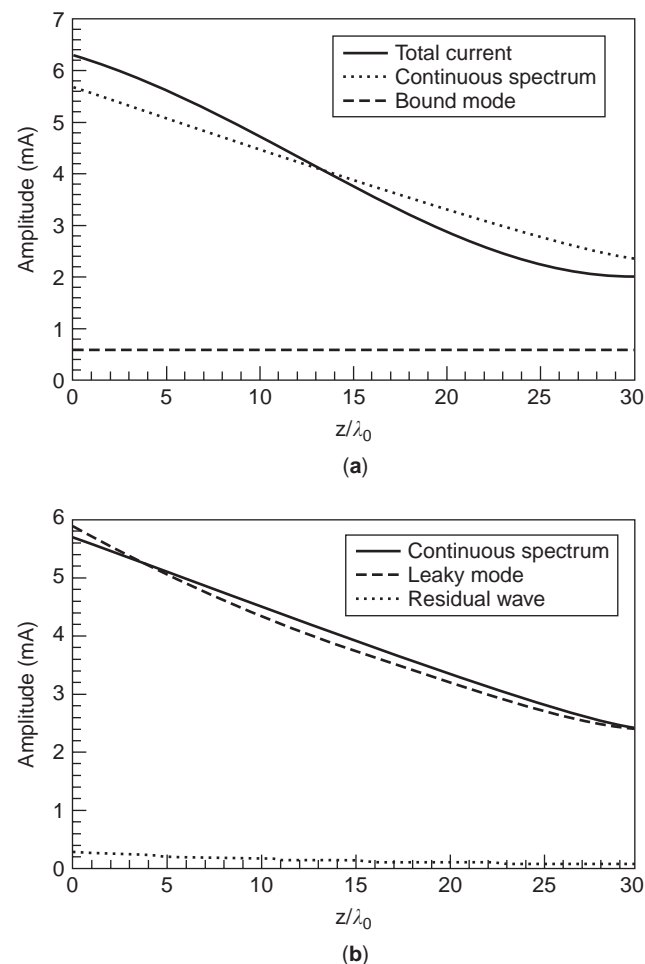 7
6
5
4
3
2
1
0
Amplitude (mA)
Total current
Continuous spectrum
Bound mode
0 5 10 15 20 25 30
z/λ₀
(a)
6
5
4
3
2
1
0
Amplitude (mA)
Continuous spectrum
Leaky mode
Residual wave
0 5 10 15 20 25 30
z/λ₀
(b)